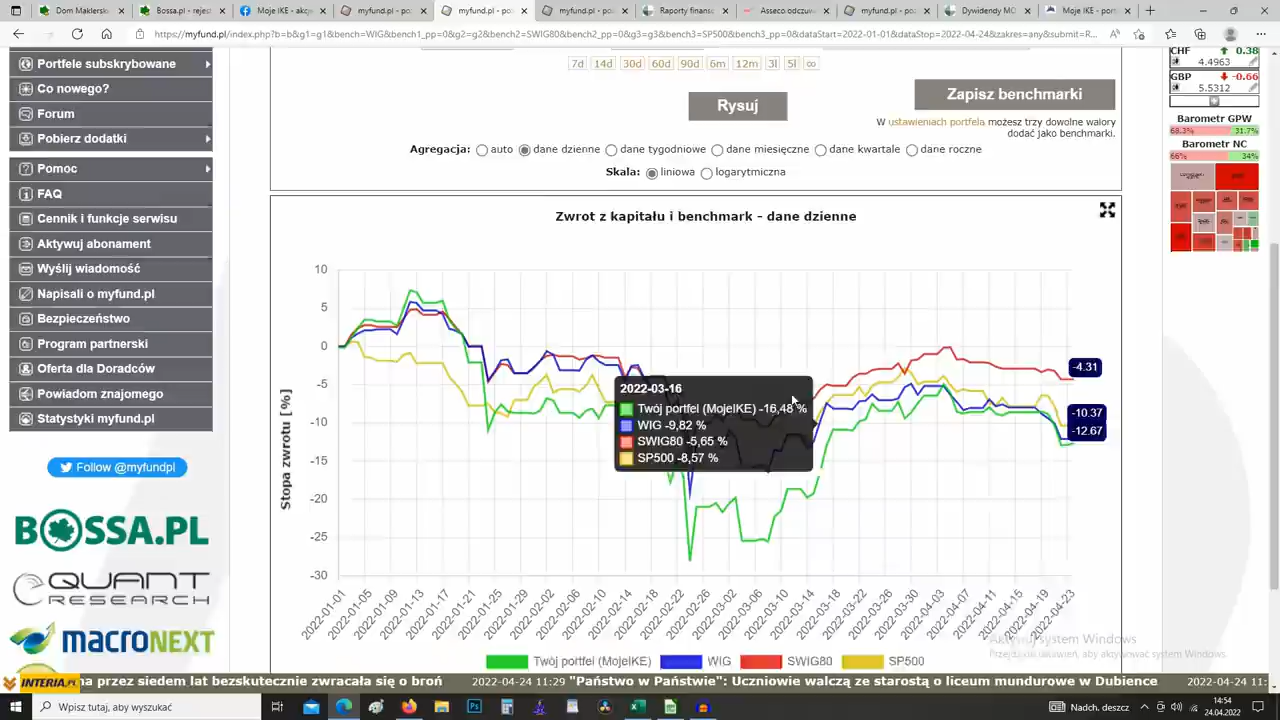 Dom Maklersk
Bossa.pl - rejest
Moje IKE - akcje
myfund.pl - poz
myfund.pl - poz
myfund.pl - poz
Raporty finanso
Asseco odczuw
myfund.pl - poz
Dywidendy MO
Moje IKE - port
https://myfund.pl/index.php?b=b&g1=g1&bench=WIG&bench1_pp=0&g2=g2&bench2=SWIG80&bench2_pp=0&g3=g3&bench3=SP500&bench3_pp=0&dataStart=2022-01-01&dataStop=2022-04-24&zakres=any&submit=R...
Portfele subskrybowane
Co nowego?
Forum
Pobierz dodatki
Pomoc
FAQ
Cennik i funkcje serwisu
Aktywuj abonament
Wyślij wiadomość
Napisali o myfund.pl
Bezpieczeństwo
Program partnerski
Oferta dla Doradców
Powiadom znajomego
Statystyki myfund.pl
Follow @myfundpl
BOSSA.PL
QUANT
RESEARCH
MACRONEXT
7d 14d 30d 60d 90d 6m 12m 3l 5l ∞
Rysuj
Zapisz benchmarki
W ustawieniach portfela możesz trzy dowolne walory
dodać jako benchmarki.
Agregacja: auto dane dzienne dane tygodniowe dane miesięczne dane kwartale dane roczne
Skala: liniowa logarytmiczna
Zwrot z kapitału i benchmark - dane dzienne
Stopa zwrotu [%]
10
5
0
-5
-10
-15
-20
-25
-30
2022-03-16
Twój portfel (MojeIKE) -16,48 %
WIG -9,82 %
SWIG80 -5,65 %
SP500 -8,57 %
-4.31
-10.37
-12.67
2022-01-01 2022-01-05 2022-01-09 2022-01-13 2022-01-17 2022-01-21 2022-01-25 2022-01-29 2022-02-02 2022-02-06 2022-02-10 2022-02-14 2022-02-18 2022-02-22 2022-02-26 2022-03-02 2022-03-06 2022-03-10 2022-03-14 2022-03-18 2022-03-22 2022-03-26 2022-03-30 2022-04-03 2022-04-07 2022-04-11 2022-04-15 2022-04-19 2022-04-23
Twój portfel (MojeIKE) WIG SWIG80 SP500
CHF 0.38
4.4963
GBP -0.66
5.5312
Barometr GPW
68.3% 31.7%
Barometr NC
66% 34%
Aktywuj system Windows
Przejdź do ustawień, aby aktywować system Windows.
INTERIA.PL
na przez siedem lat bezskutecznie zwracała się o broń 2022-04-24 11:29 "Państwo w Państwie": Uczniowie walczą ze starostą o liceum mundurowe w Dubience 2022-04-24 11:
Wpisz tutaj, aby wyszukać
Nadch. deszcz
14:54
24.04.2022